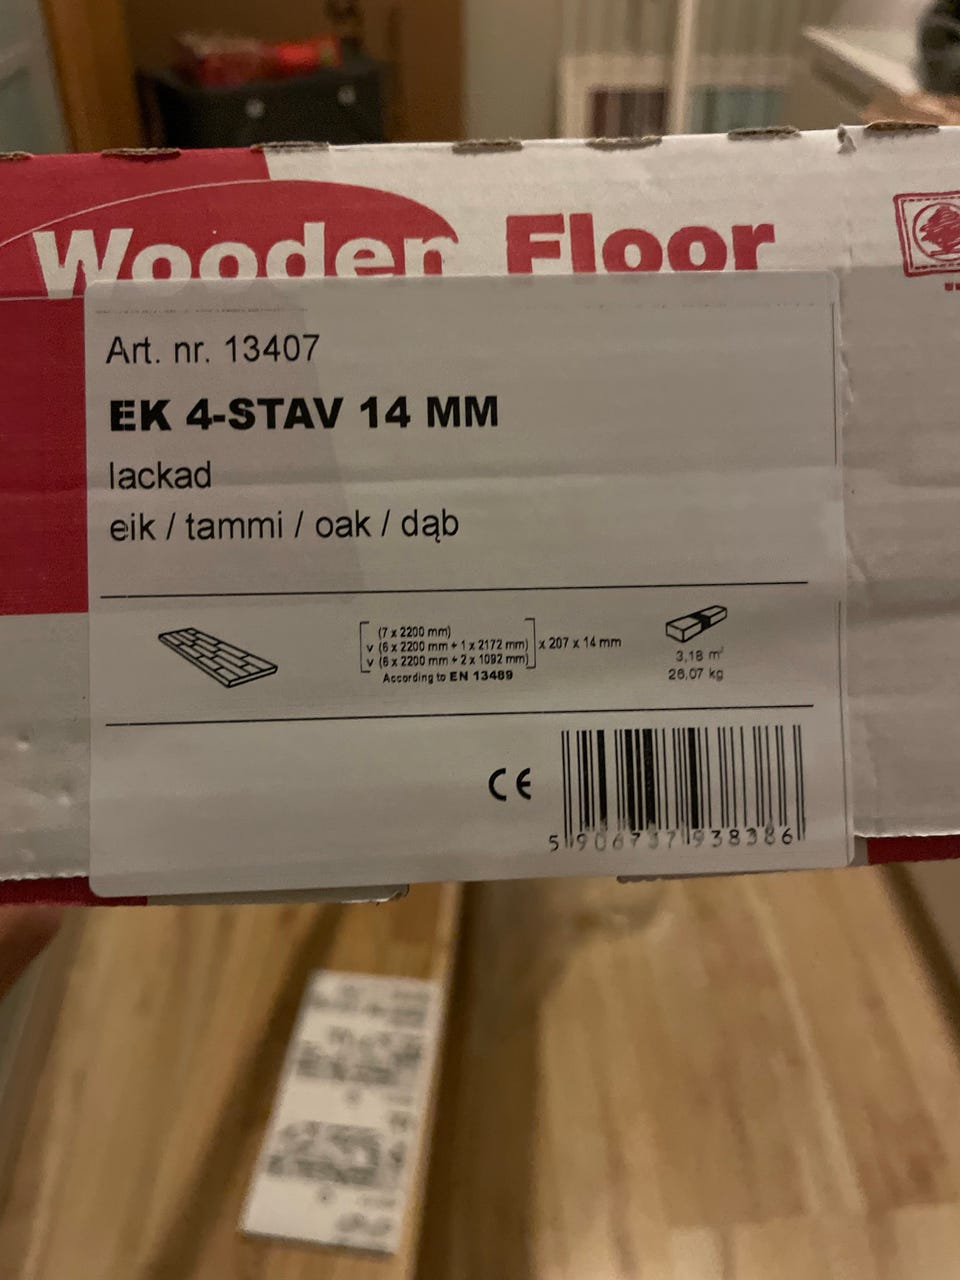 Wooden Floor
Art. nr. 13407
EK 4-STAV 14 MM
lackad
eik / tammi / oak / dąb
(7 x 2200 mm)
v (6 x 2200 mm + 1 x 2172 mm) x 207 x 14 mm
v (6 x 2200 mm + 2 x 1092 mm)
According to EN 13489
3,18 m²
26,07 kg
CE
5 906737 938386